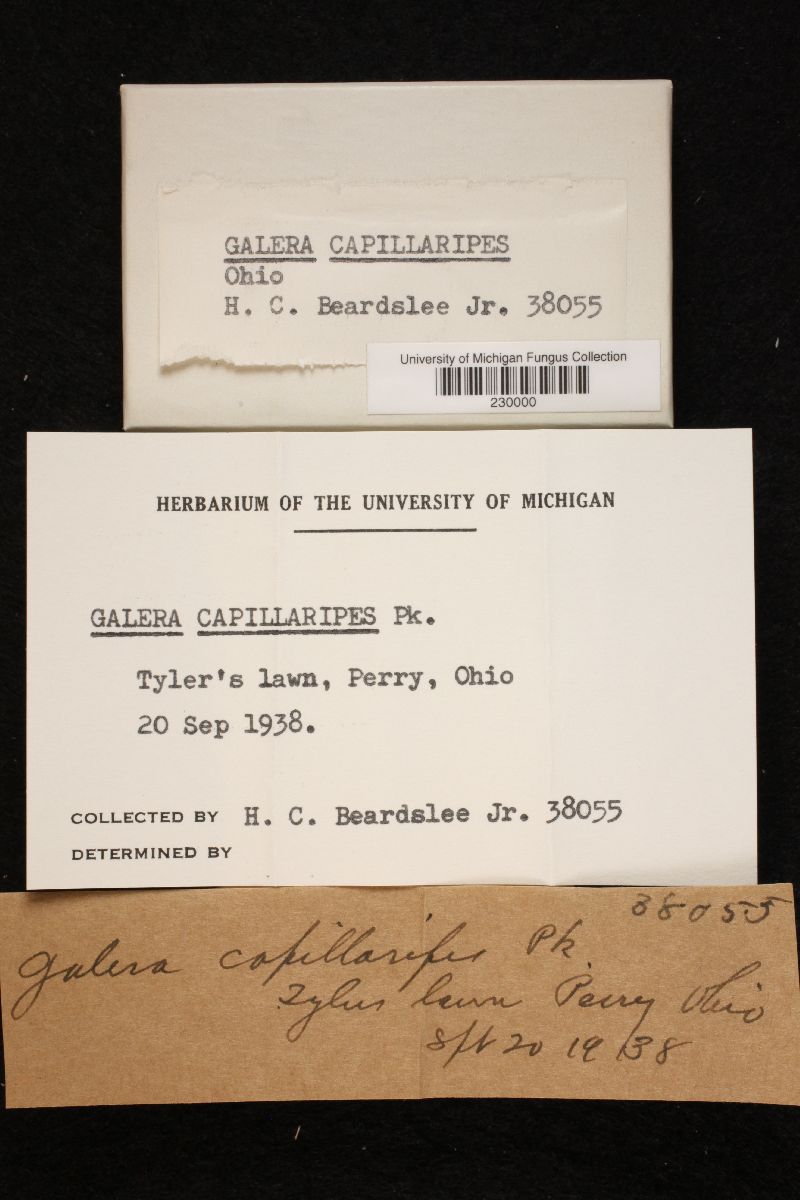 GALERA CAPILLARIPES
Ohio
H. C. Beardslee Jr. 38055
University of Michigan Fungus Collection
230000
HERBARIUM OF THE UNIVERSITY OF MICHIGAN
GALERA CAPILLARIPES Pk.
Tyler's lawn, Perry, Ohio
20 Sep 1938.
COLLECTED BY H. C. Beardslee Jr. 38055
DETERMINED BY
38055
Galera capillaripes Pk
Tylers lawn Perry Ohio
Spt 20 1938